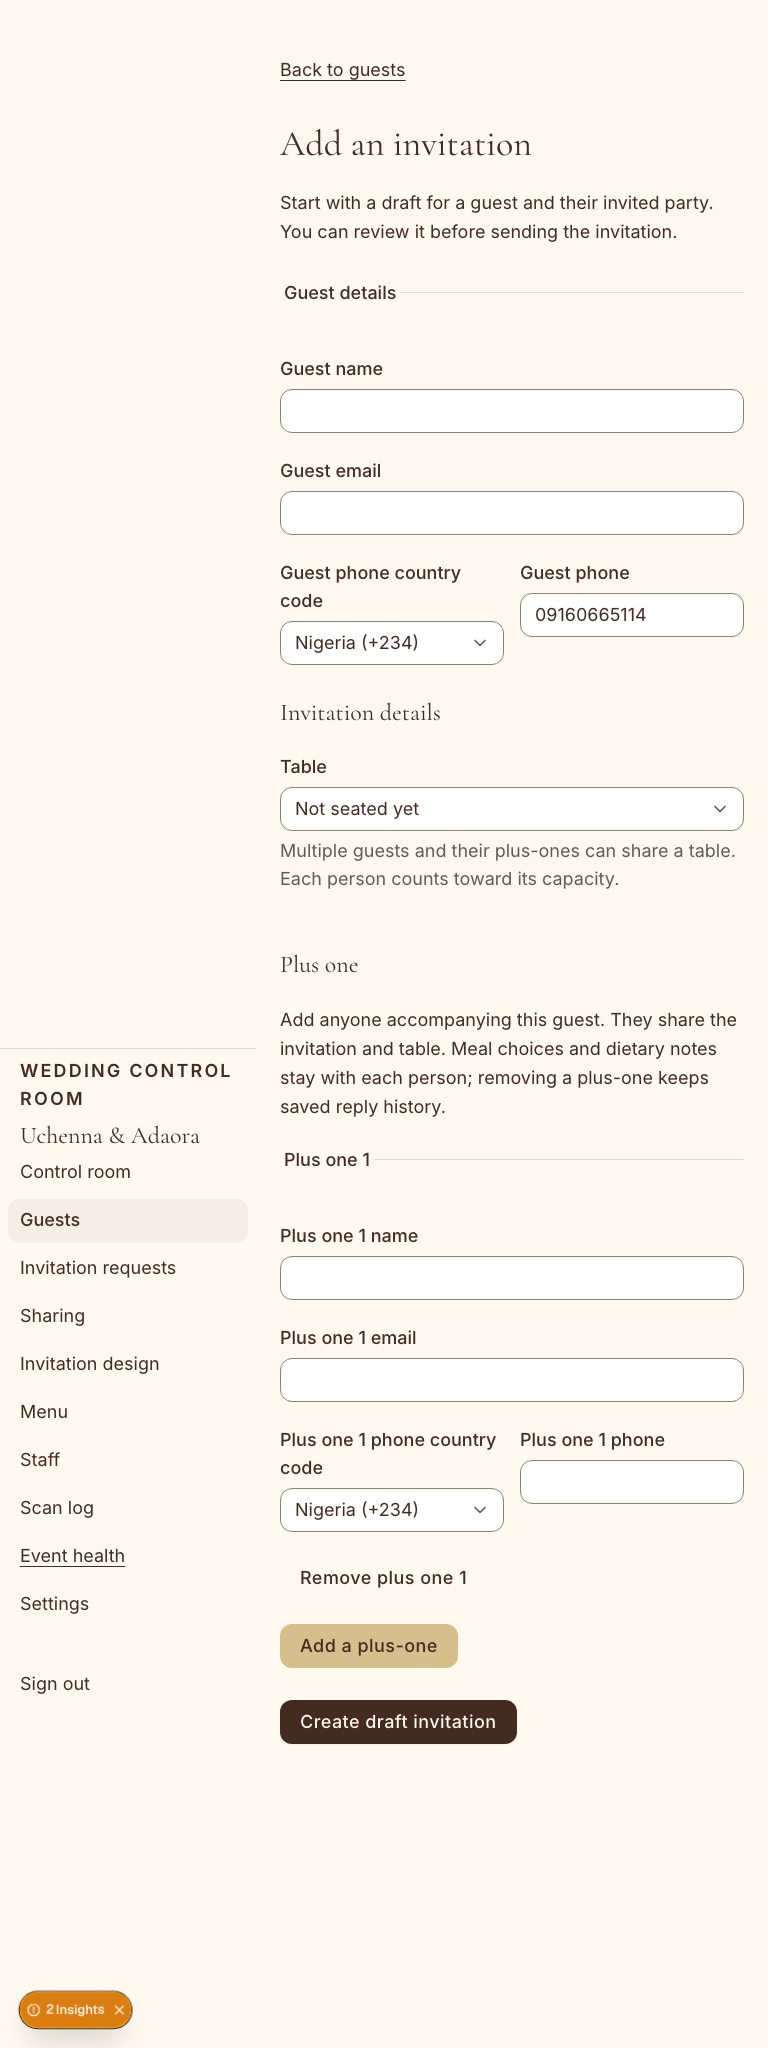 Back to guests
Add an invitation
Start with a draft for a guest and their invited party.
You can review it before sending the invitation.
Guest details
Guest name
Guest email
Guest phone country
code
Guest phone
Nigeria (+234)
09160665114
Invitation details
Table
Not seated yet
Multiple guests and their plus-ones can share a table.
Each person counts toward its capacity.
Plus one
Add anyone accompanying this guest. They share the
invitation and table. Meal choices and dietary notes
stay with each person; removing a plus-one keeps
saved reply history.
Plus one 1
Plus one 1 name
Plus one 1 email
Plus one 1 phone country
code
Plus one 1 phone
Nigeria (+234)
Remove plus one 1
Add a plus-one
Create draft invitation
WEDDING CONTROL
ROOM
Uchenna & Adaora
Control room
Guests
Invitation requests
Sharing
Invitation design
Menu
Staff
Scan log
Event health
Settings
Sign out
2 Insights